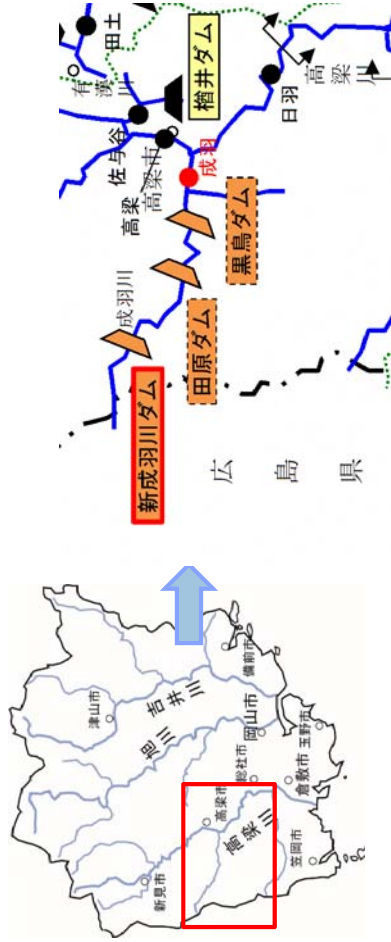 新見市
津山市
高梁市
吉井川
旭川
高梁川
備前市
総社市
岡山市
倉敷市
玉野市
笠岡市
有漢川
田土
佐与谷
楢井ダム
高梁
高梁市
成羽
日羽
高梁川
成羽川
新成羽川ダム
田原ダム
黒鳥ダム
広島県